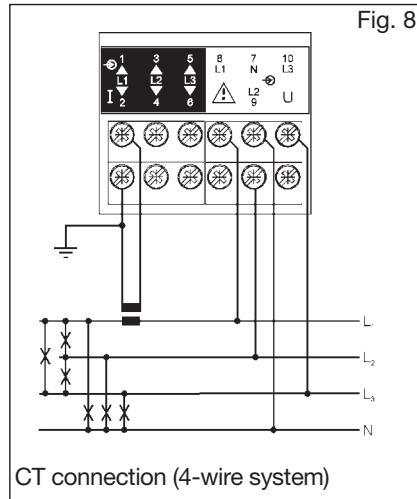 Fig. 8
1 3 5 8 7 10
L1 N L3
L1 L2 L3
L2
I 2 4 6 9 U
L
L2
L3
N
CT connection (4-wire system)